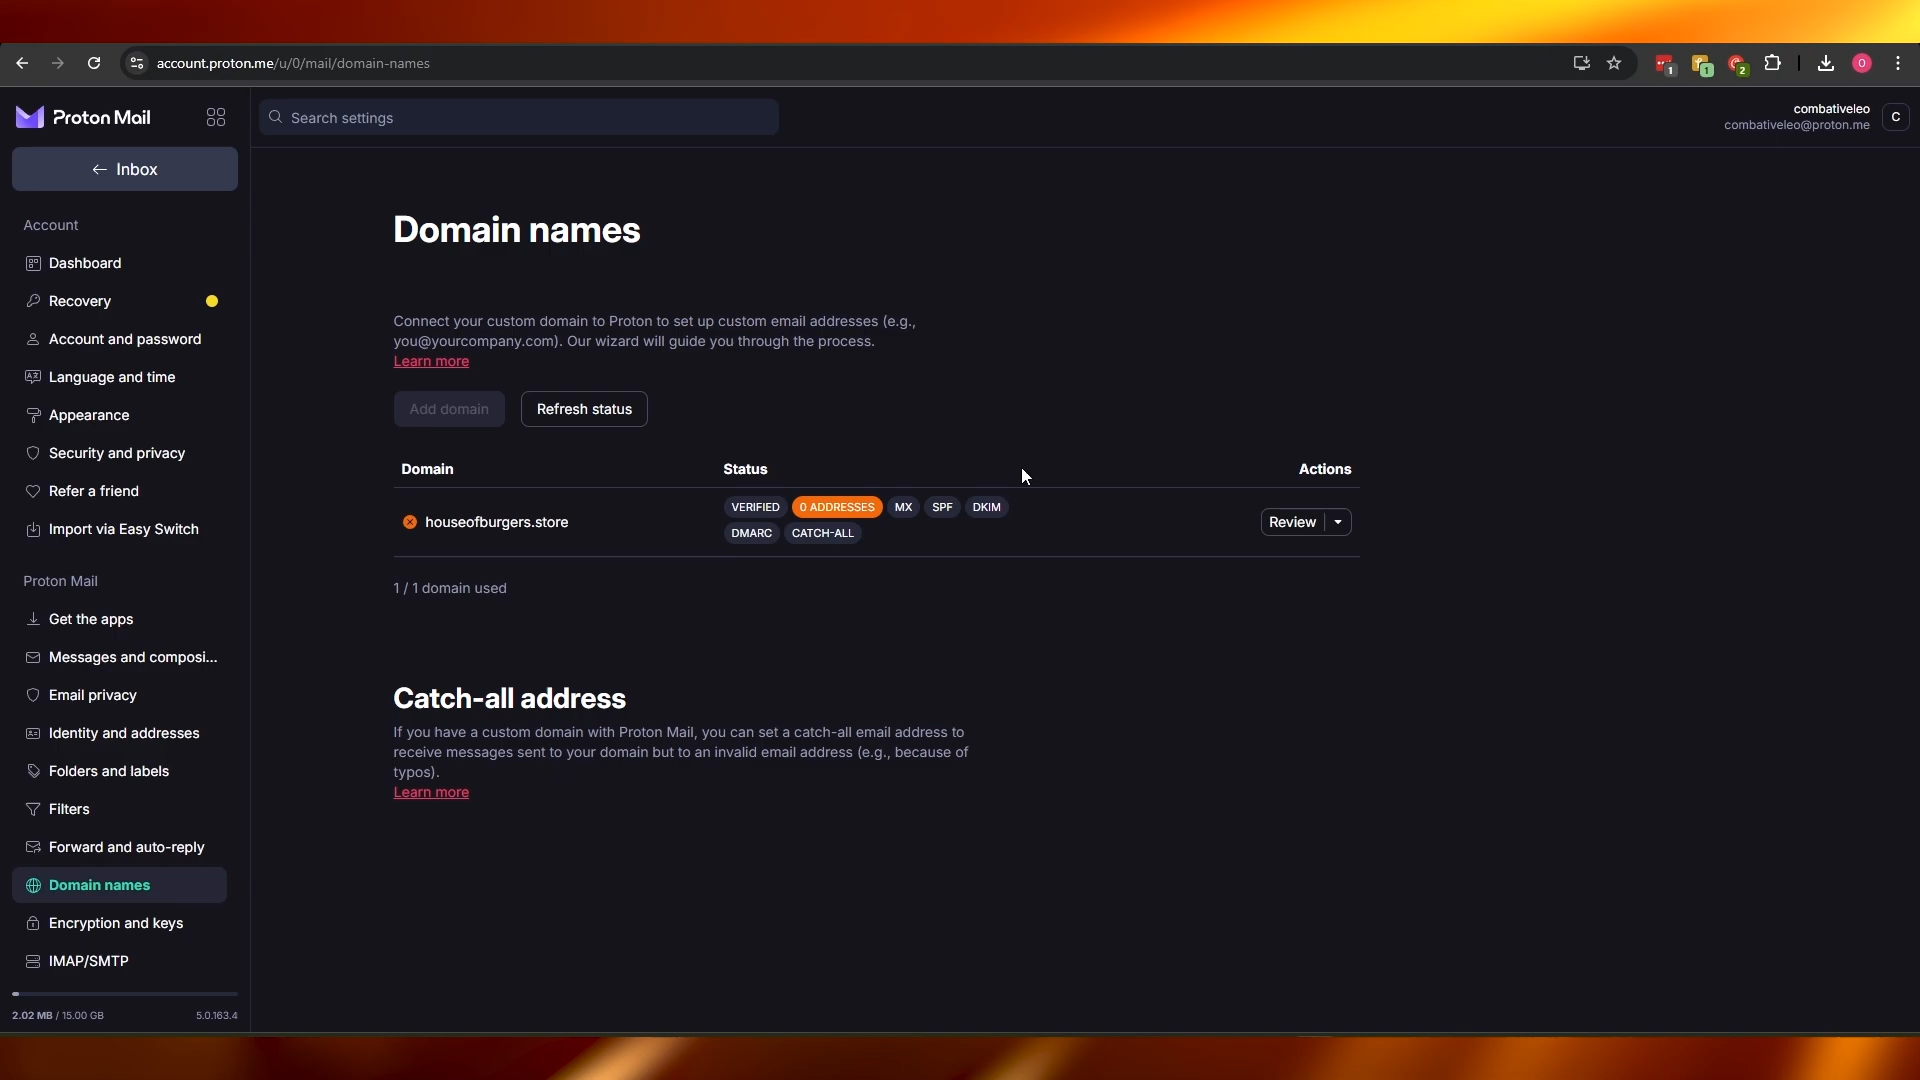 account.proton.me/u/0/mail/domain-names
1
1
2
O
Proton Mail
Search settings
combativeleo
combativeleo@proton.me
C
← Inbox
Account
Dashboard
Recovery
Account and password
Language and time
Appearance
Security and privacy
Refer a friend
Import via Easy Switch
Proton Mail
Get the apps
Messages and composi...
Email privacy
Identity and addresses
Folders and labels
Filters
Forward and auto-reply
Domain names
Encryption and keys
IMAP/SMTP
2.02 MB / 15.00 GB 5.0.163.4
Domain names
Connect your custom domain to Proton to set up custom email addresses (e.g.,
you@yourcompany.com). Our wizard will guide you through the process.
Learn more
Add domain Refresh status
Domain Status Actions
houseofburgers.store VERIFIED 0 ADDRESSES MX SPF DKIM
DMARC CATCH-ALL
Review
1 / 1 domain used
Catch-all address
If you have a custom domain with Proton Mail, you can set a catch-all email address to
receive messages sent to your domain but to an invalid email address (e.g., because of
typos).
Learn more